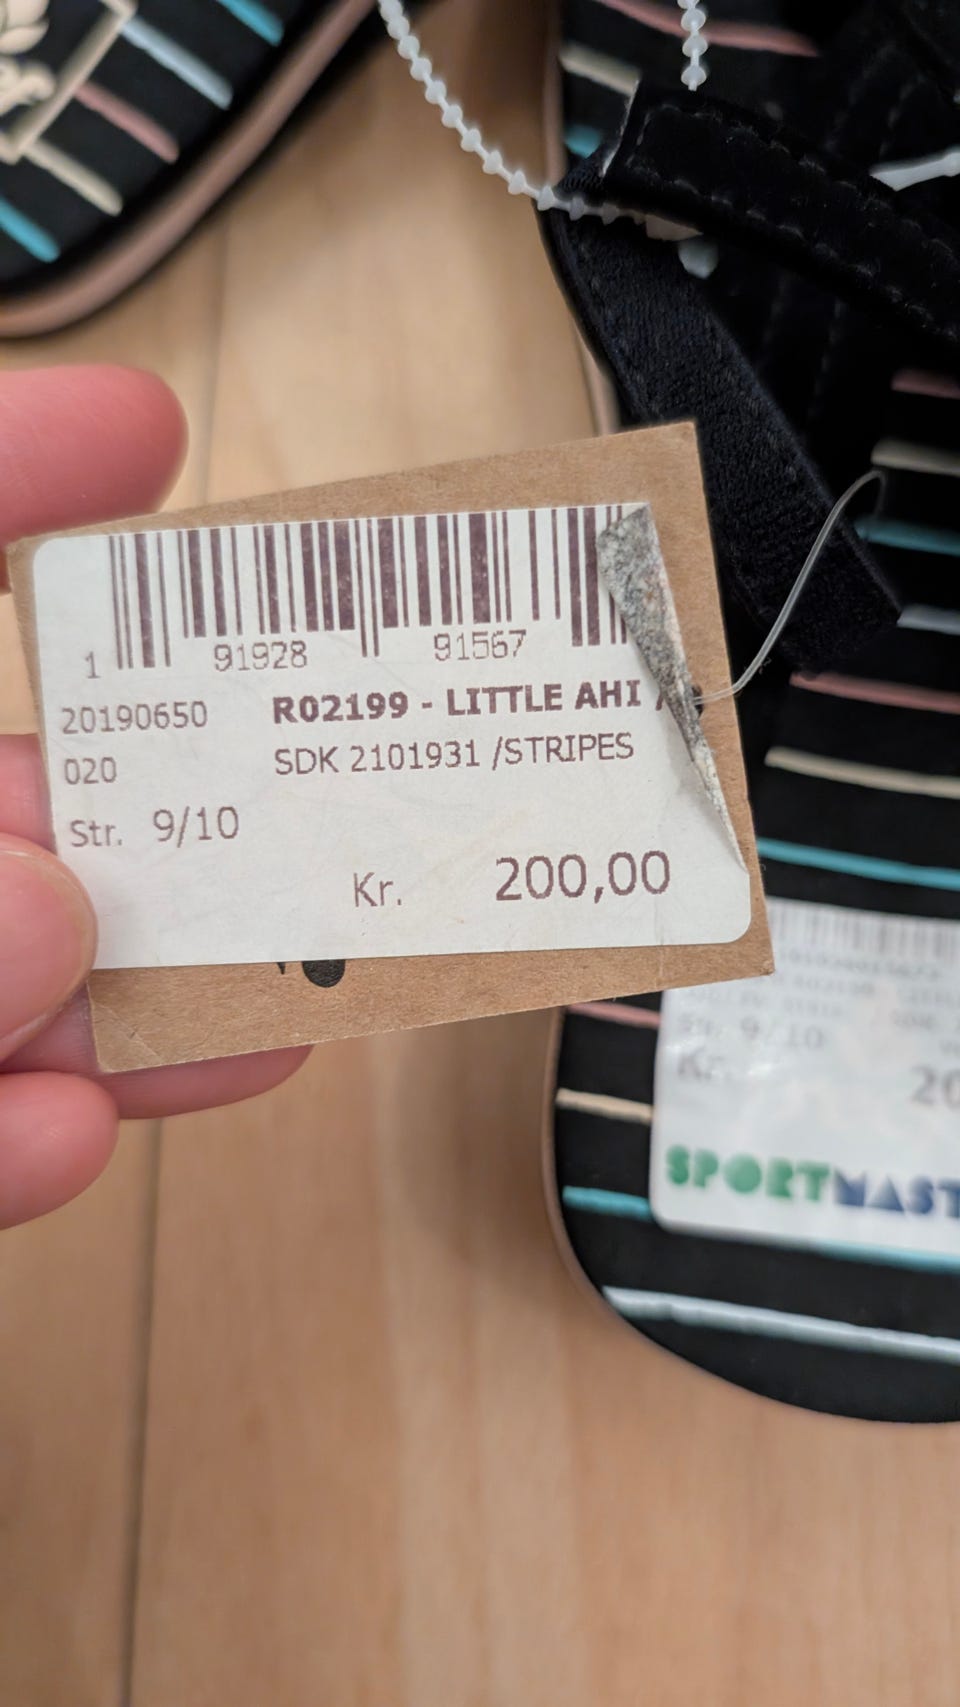 1 91928 91567
20190650 R02199 - LITTLE AHI /
020 SDK 2101931 /STRIPES
Str. 9/10
Kr. 200,00
Str. 9/10
Kr. 20
SPORTMAST